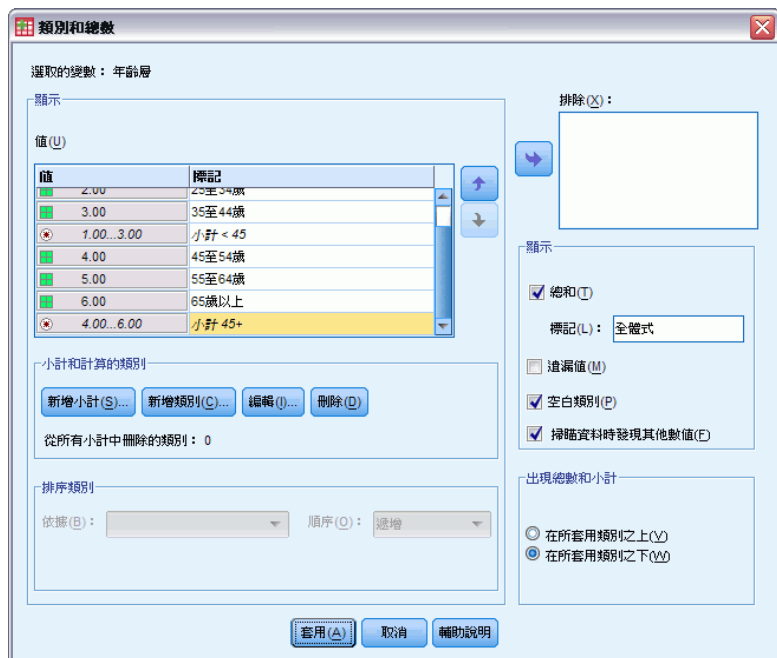 類別和總數
選取的變數： 年齡層
顯示
值(U)
值 標記
2.00 25至34歲
3.00 35至44歲
1.00...3.00 小計 < 45
4.00 45至54歲
5.00 55至64歲
6.00 65歲以上
4.00...6.00 小計 45+
小計和計算的類別
新增小計(S)... 新增類別(C)... 編輯(I)... 刪除(D)
從所有小計中刪除的類別： 0
排序類別
依據(B)： 順序(O)： 遞增
排除(X)：
顯示
總和(T)
標記(L)： 全體式
遺漏值(M)
空白類別(P)
掃瞄資料時發現其他數值(F)
出現總數和小計
在所套用類別之上(V)
在所套用類別之下(W)
套用(A) 取消 輔助說明